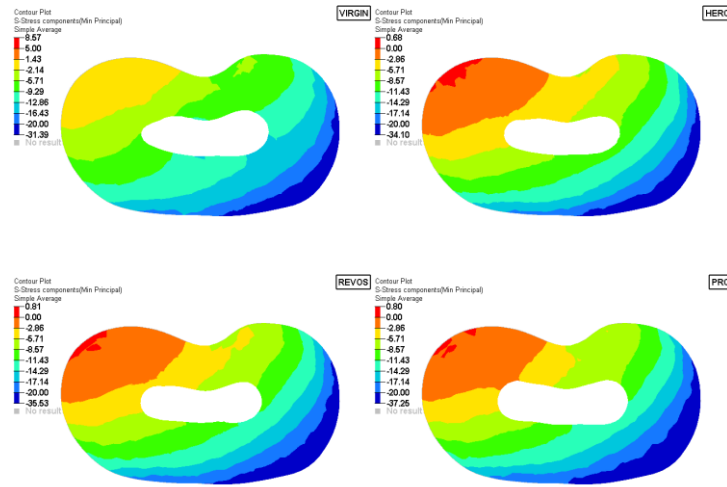 Contour Plot
S-Stress components(Min Principal)
Simple Average
VIRGIN
8.57
5.00
1.43
-2.14
-5.71
-9.29
-12.86
-16.43
-20.00
-31.39
No result
Contour Plot
S-Stress components(Min Principal)
Simple Average
HERO
0.68
0.00
-2.86
-5.71
-8.57
-11.43
-14.29
-17.14
-20.00
-34.10
No result
Contour Plot
S-Stress components(Min Principal)
Simple Average
REVOS
0.81
0.00
-2.86
-5.71
-8.57
-11.43
-14.29
-17.14
-20.00
-35.53
No result
Contour Plot
S-Stress components(Min Principal)
Simple Average
PRO
0.80
0.00
-2.86
-5.71
-8.57
-11.43
-14.29
-17.14
-20.00
-37.25
No result